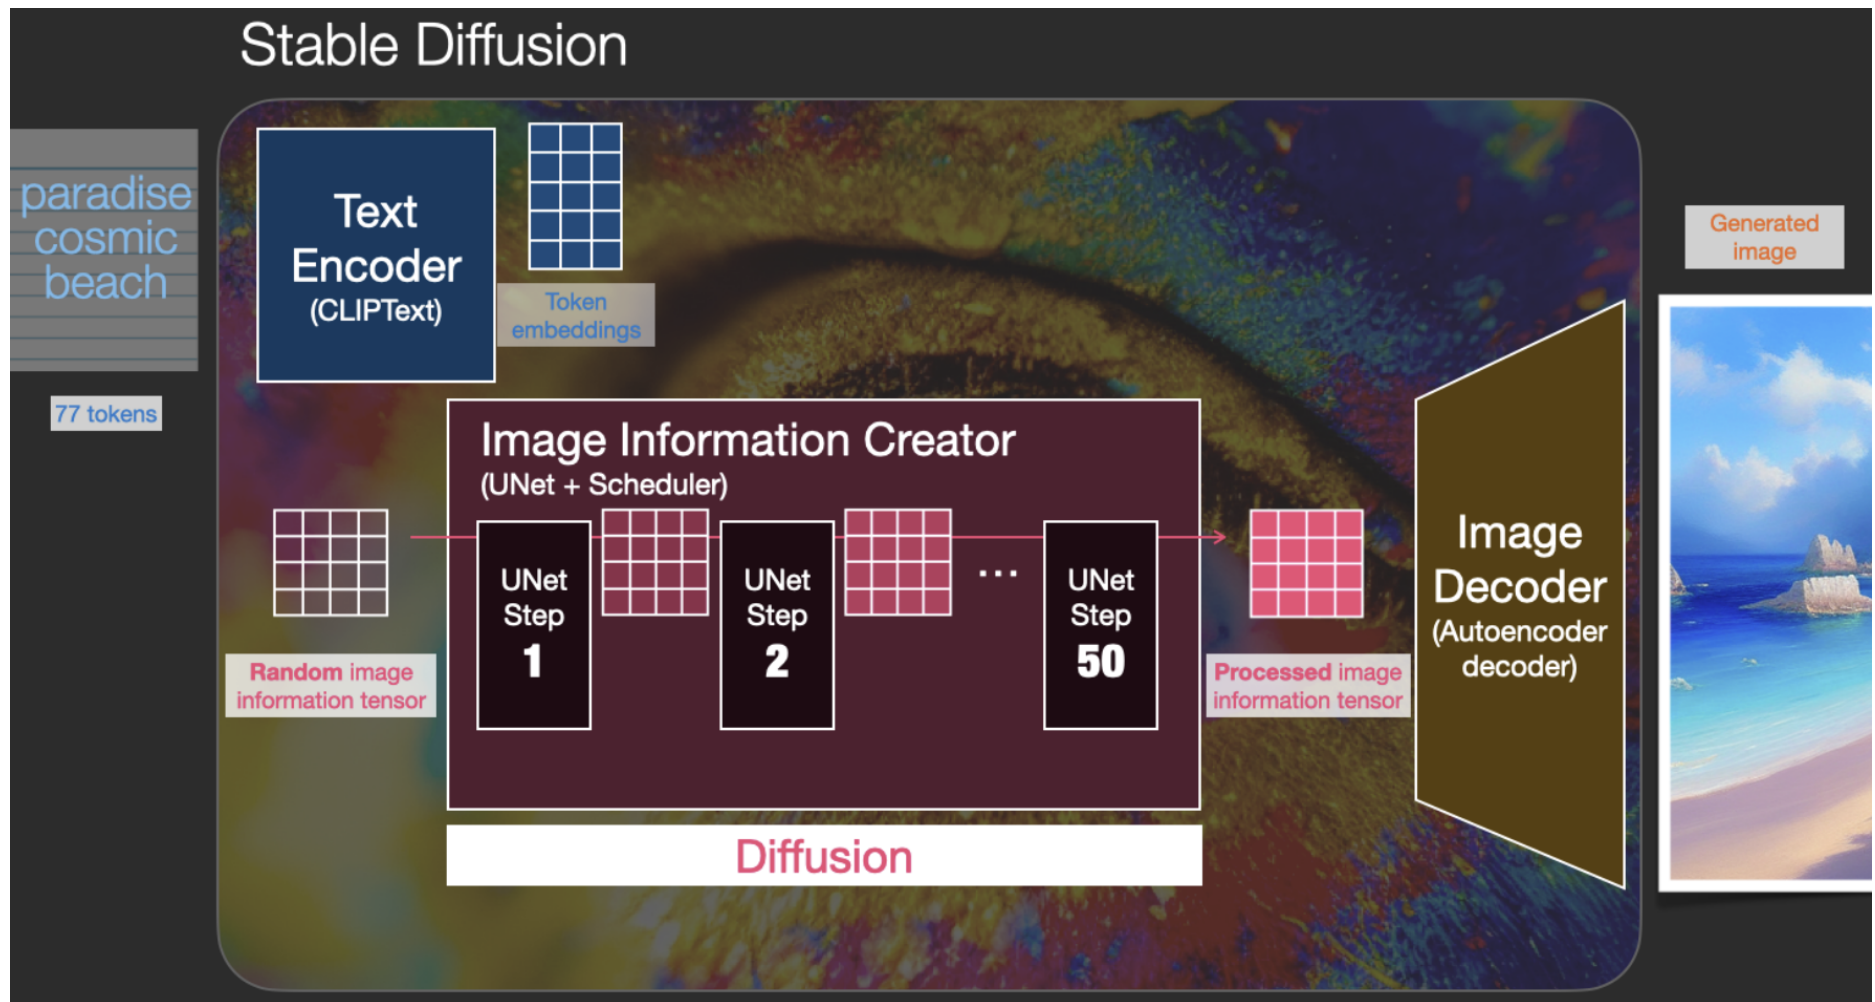 Stable Diffusion
paradise
cosmic
beach
77 tokens
Text
Encoder
(CLIPText)
Token
embeddings
Image Information Creator
(UNet + Scheduler)
Random image
information tensor
UNet
Step
1
UNet
Step
2
...
UNet
Step
50
Processed image
information tensor
Diffusion
Image
Decoder
(Autoencoder
decoder)
Generated
image